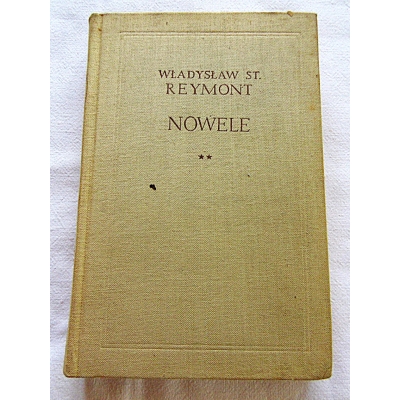 WŁADYSŁAW ST.
REYMONT
NOWELE
**